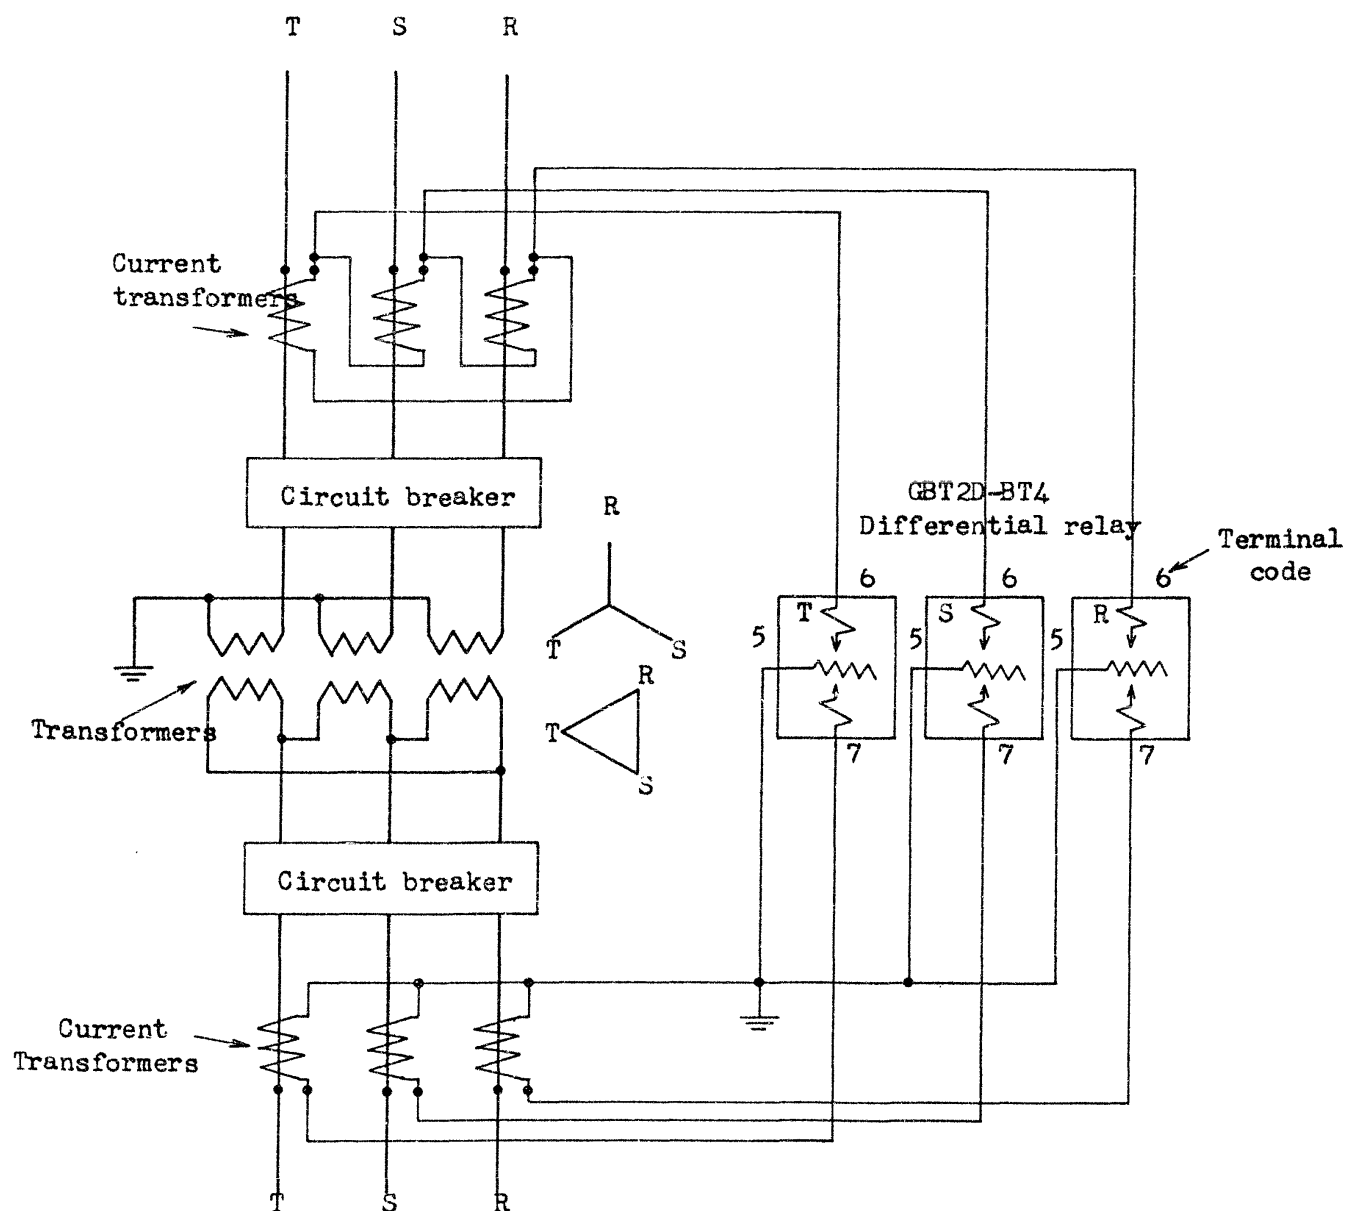 T S R
Current
transformers
Circuit breaker
R
T S
GBT2D-BT4
Differential relay
Terminal
code
6 6 6
T S R
5 5 5
7 7 7
Transformers
R
T
S
Circuit breaker
Current
Transformers
T S R